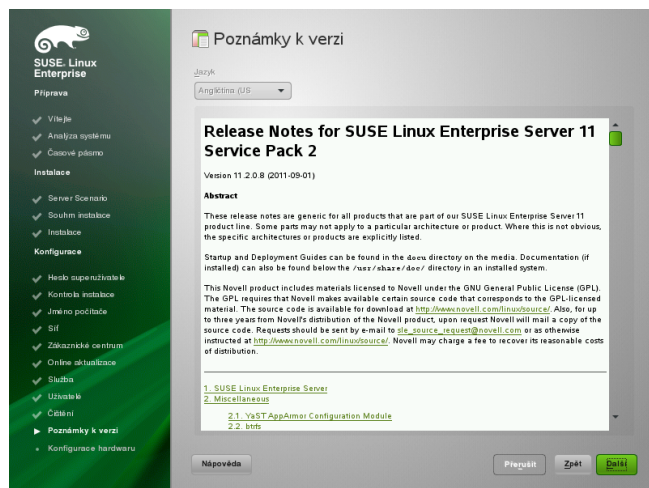 SUSE. Linux
Enterprise
Příprava
Vítejte
Analýza systému
Časové pásmo
Instalace
Server Scenario
Souhrn instalace
Instalace
Konfigurace
Heslo superuživatele
Kontrola instalace
Jméno počítače
Síť
Zákaznické centrum
Online aktualizace
Služba
Uživatelé
Čištění
Poznámky k verzi
Konfigurace hardwaru
Poznámky k verzi
Jazyk
Angličtina (US
Release Notes for SUSE Linux Enterprise Server 11
Service Pack 2
Version 11.2.0.8 (2011-09-01)
Abstract
These release notes are generic for all products that are part of our SUSE Linux Enterprise Server 11
product line. Some parts may not apply to a particular architecture or product. Where this is not obvious,
the specific architectures or products are explicitly listed.
Startup and Deployment Guides can be found in the docu directory on the media. Documentation (if
installed) can also be found below the /usr/share/doc/ directory in an installed system.
This Novell product includes materials licensed to Novell under the GNU General Public License (GPL).
The GPL requires that Novell makes available certain source code that corresponds to the GPL-licensed
material. The source code is available for download at http://www.novell.com/linux/source/. Also, for up
to three years from Novell's distribution of the Novell product, upon request Novell will mail a copy of the
source code. Requests should be sent by e-mail to sle_source_request@novell.com or as otherwise
instructed at http://www.novell.com/linux/source/. Novell may charge a fee to recover its reasonable costs
of distribution.
1. SUSE Linux Enterprise Server
2. Miscellaneous
2.1. YaST AppArmor Configuration Module
2.2. btrfs
Nápověda
Přerušit
Zpět
Další